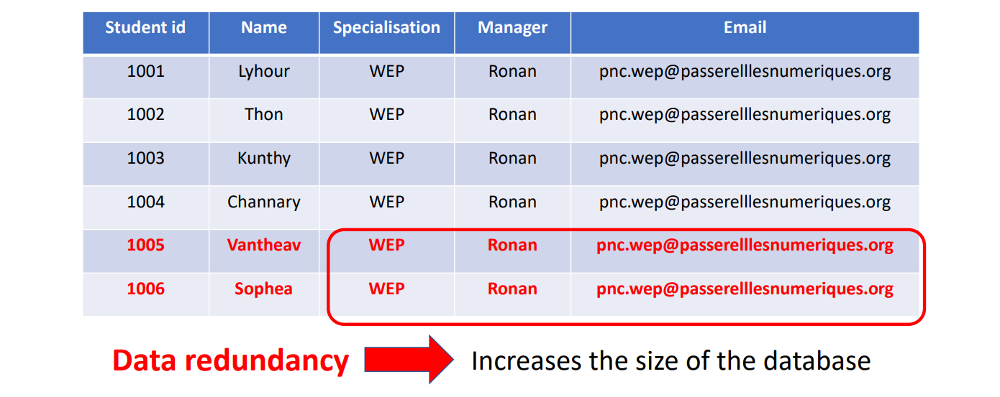 Student id Name Specialisation Manager Email
1001 Lyhour WEP Ronan pnc.wep@passerelllesnumeriques.org
1002 Thon WEP Ronan pnc.wep@passerelllesnumeriques.org
1003 Kunthy WEP Ronan pnc.wep@passerelllesnumeriques.org
1004 Channary WEP Ronan pnc.wep@passerelllesnumeriques.org
1005 Vantheav WEP Ronan pnc.wep@passerelllesnumeriques.org
1006 Sophea WEP Ronan pnc.wep@passerelllesnumeriques.org
Data redundancy Increases the size of the database